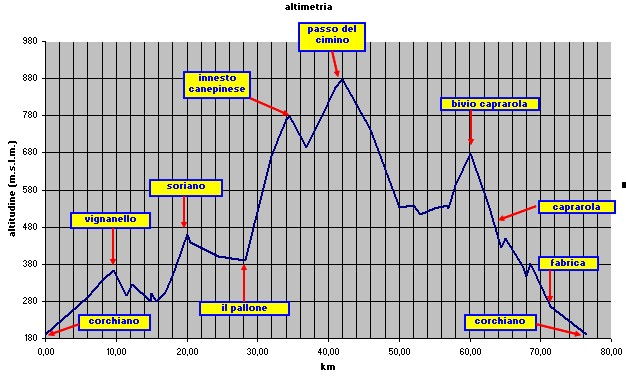 altimetria
passo del
cimino
980
880
innesto
canepinese
bivio caprarola
780
680
soriano
580
vignanello
caprarola
480
fabrica
380
il pallone
280
corchiano
corchiano
180
0,00 10,00 20,00 30,00 40,00 50,00 60,00 70,00 80,00
km
altitudine (m.s.l.m.)